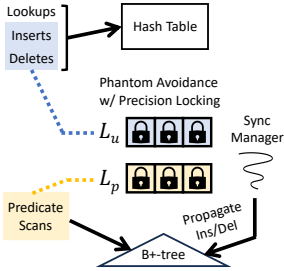 Lookups
Inserts
Deletes
Hash Table
Phantom Avoidance
w/ Precision Locking
L_u
Sync
Manager
L_p
Predicate
Scans
Propagate
Ins/Del
B+-tree